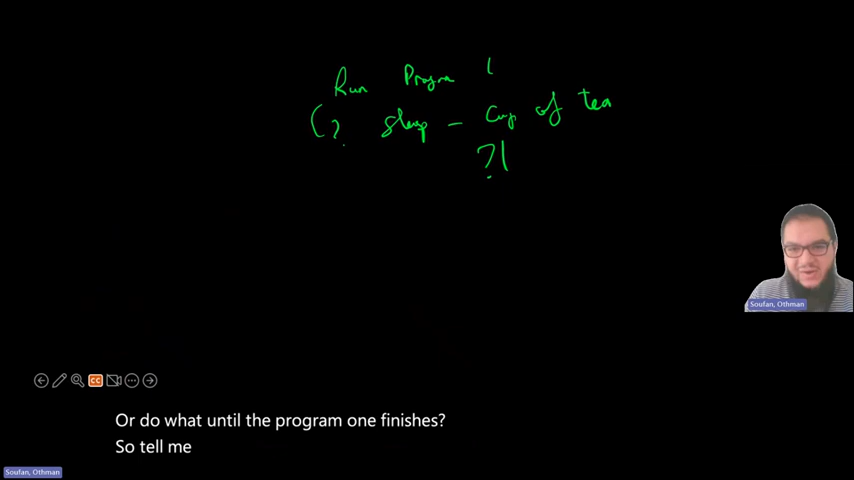 Run Program 1
(? Sleep - Cup of tea
?!
Soufan, Othman
CC
Or do what until the program one finishes?
So tell me
Soufan, Othman